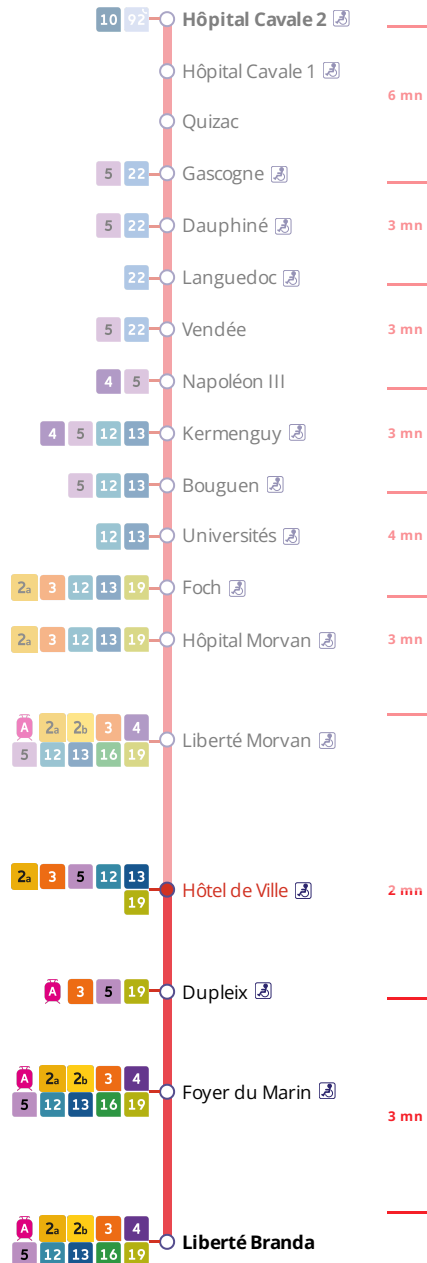 10 92 Hôpital Cavale 2
Hôpital Cavale 1
6 mn
Quizac
5 22 Gascogne
5 22 Dauphiné 3 mn
22 Languedoc
5 22 Vendée 3 mn
4 5 Napoléon III
4 5 12 13 Kermenguy 3 mn
5 12 13 Bouguen
12 13 Universités 4 mn
2a 3 12 13 19 Foch
2a 3 12 13 19 Hôpital Morvan 3 mn
A 2a 2b 3 4
Liberté Morvan
5 12 13 16 19
2a 3 5 12 13
Hôtel de Ville 2 mn
19
A 3 5 19 Dupleix
A 2a 2b 3 4
Foyer du Marin
5 12 13 16 19
3 mn
A 2a 2b 3 4
Liberté Branda
5 12 13 16 19